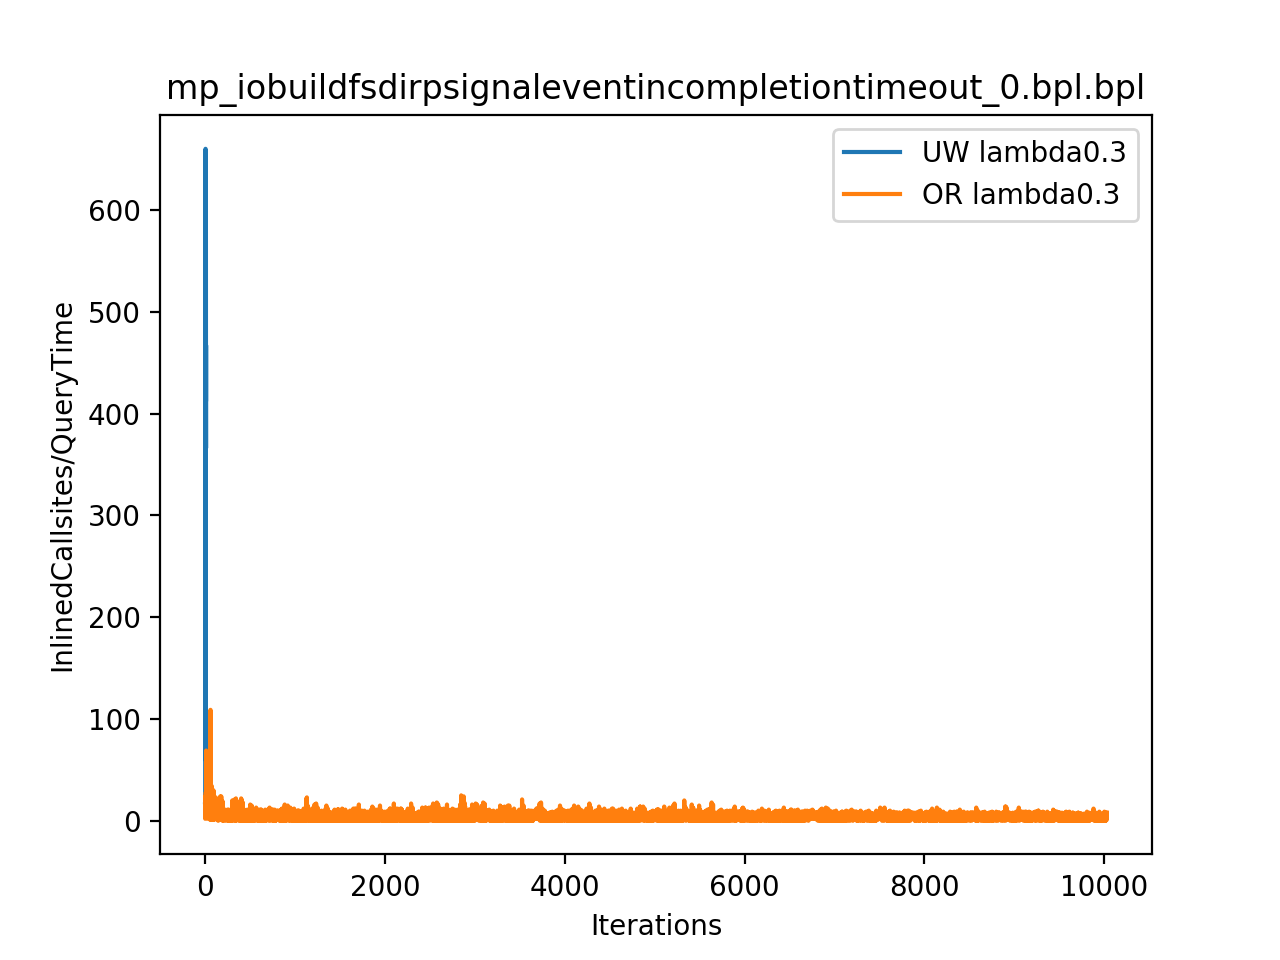 mp_iobuildfsdirpsignaleventincompletiontimeout_0.bpl.bpl
UW lambda0.3
OR lambda0.3
InlinedCallsites/QueryTime
600
500
400
300
200
100
0
0 2000 4000 6000 8000 10000
Iterations